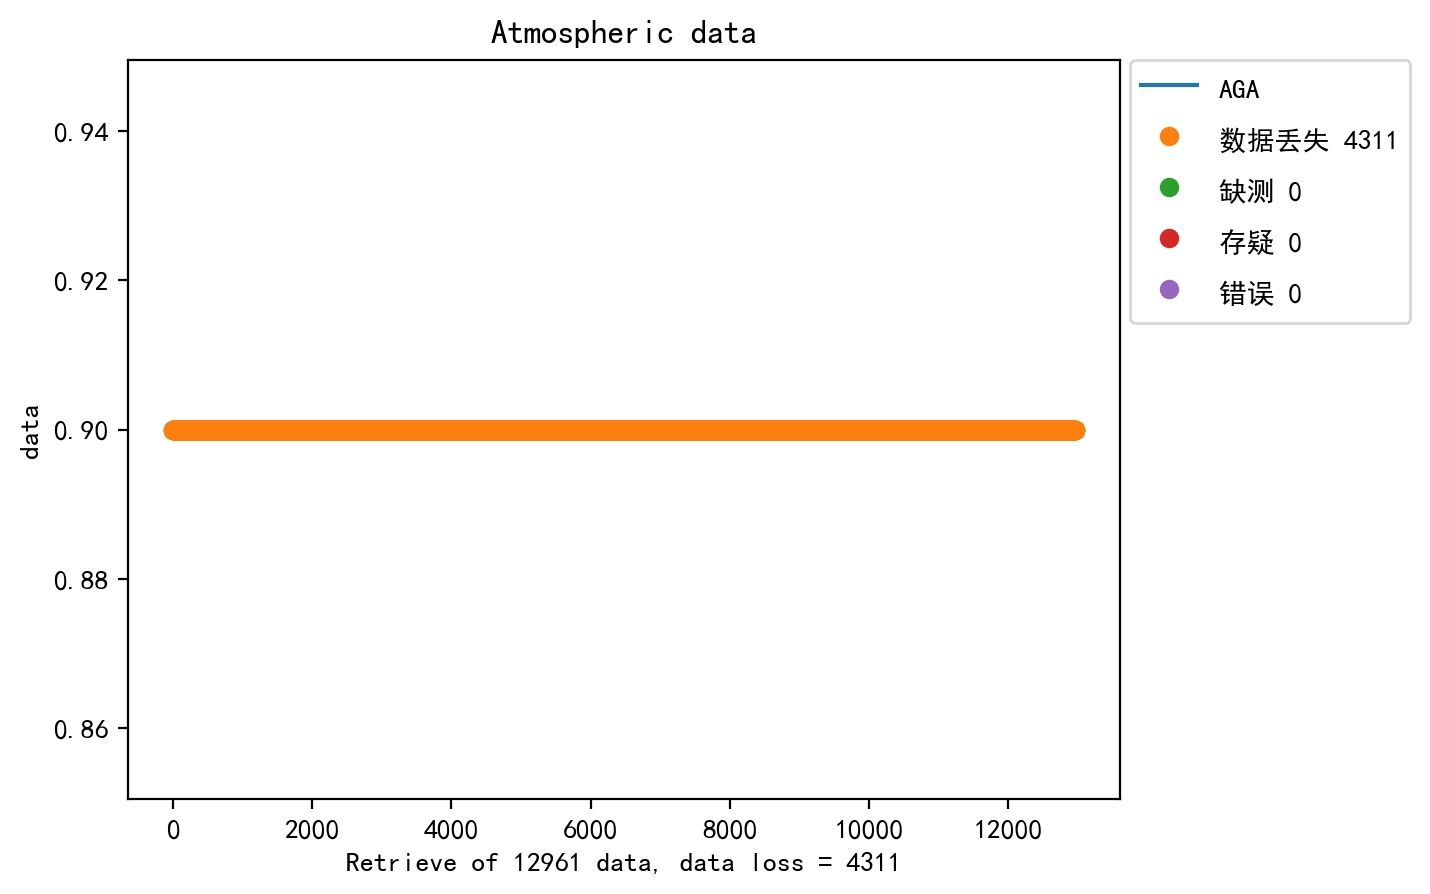 Atmospheric data
AGA
数据丢失 4311
缺测 0
存疑 0
错误 0
data
0.94
0.92
0.90
0.88
0.86
0 2000 4000 6000 8000 10000 12000
Retrieve of 12961 data, data loss = 4311